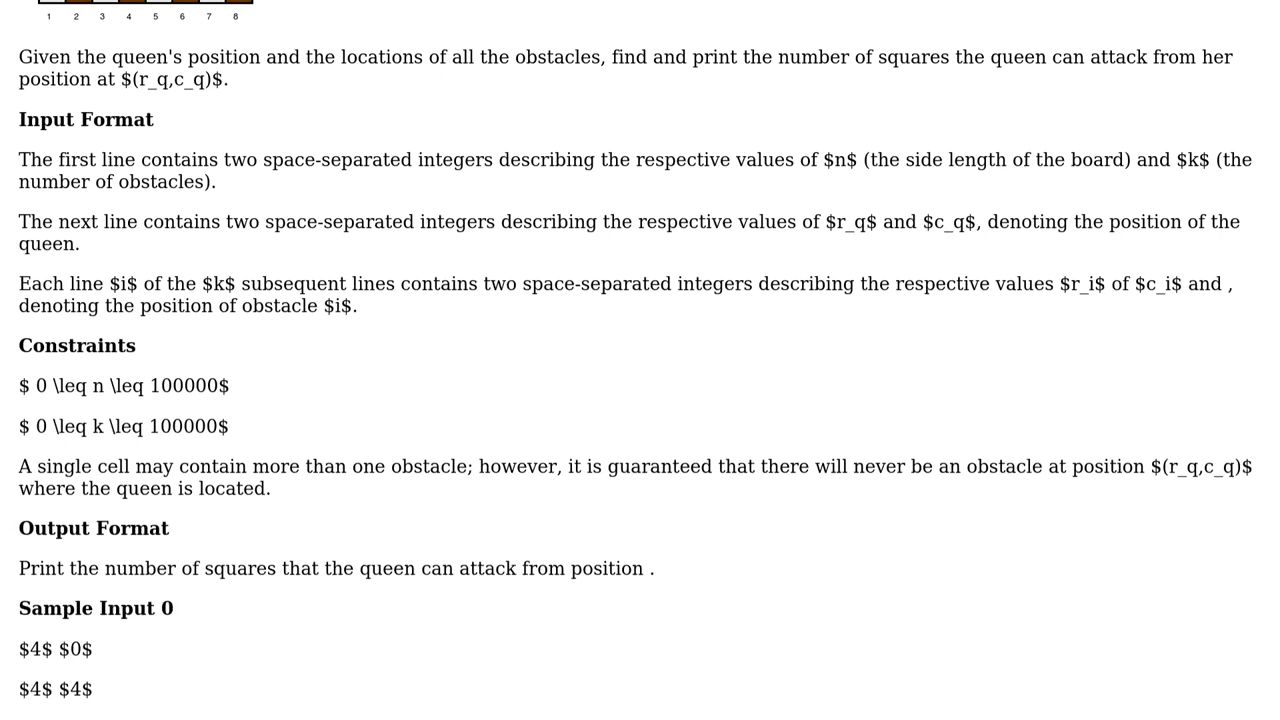 1 2 3 4 5 6 7 8
Given the queen's position and the locations of all the obstacles, find and print the number of squares the queen can attack from her
position at $(r_q,c_q)$.
Input Format
The first line contains two space-separated integers describing the respective values of $n$ (the side length of the board) and $k$ (the
number of obstacles).
The next line contains two space-separated integers describing the respective values of $r_q$ and $c_q$, denoting the position of the
queen.
Each line $i$ of the $k$ subsequent lines contains two space-separated integers describing the respective values $r_i$ of $c_i$ and ,
denoting the position of obstacle $i$.
Constraints
$ 0 \leq n \leq 100000$
$ 0 \leq k \leq 100000$
A single cell may contain more than one obstacle; however, it is guaranteed that there will never be an obstacle at position $(r_q,c_q)$
where the queen is located.
Output Format
Print the number of squares that the queen can attack from position .
Sample Input 0
$4$ $0$
$4$ $4$